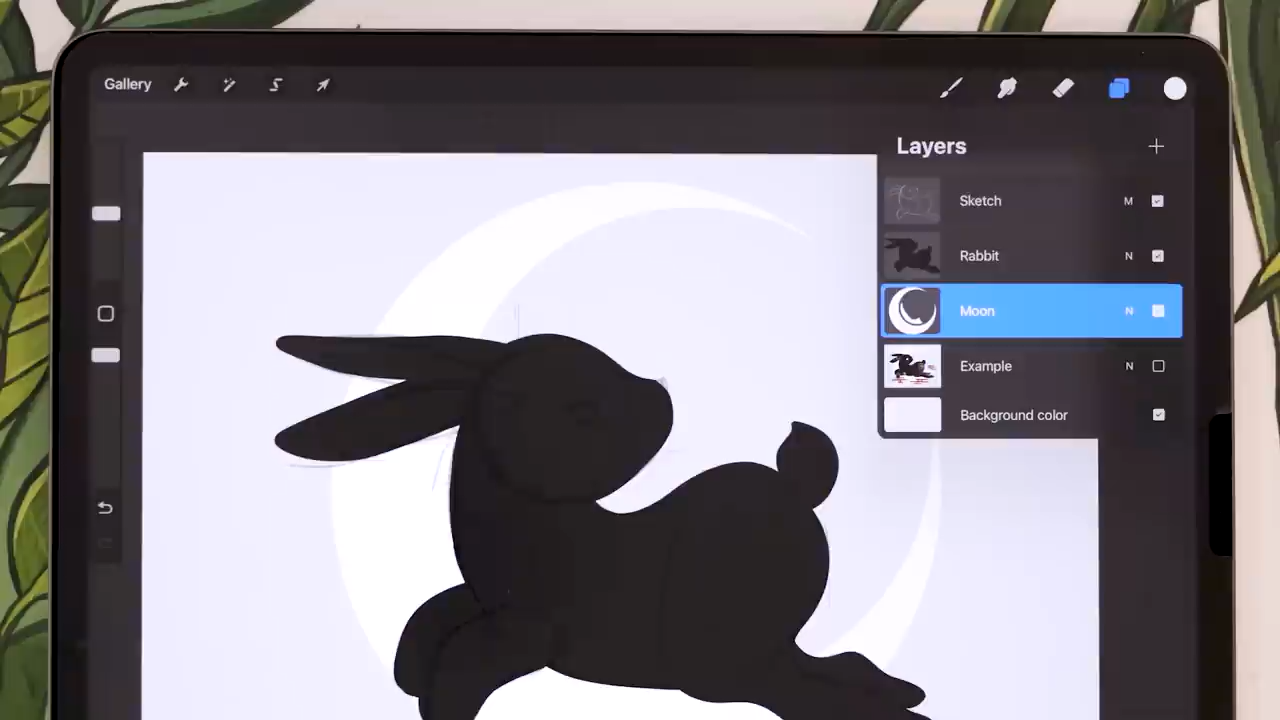 Gallery
Layers
Sketch M
Rabbit N
Moon N
Example N
Background color